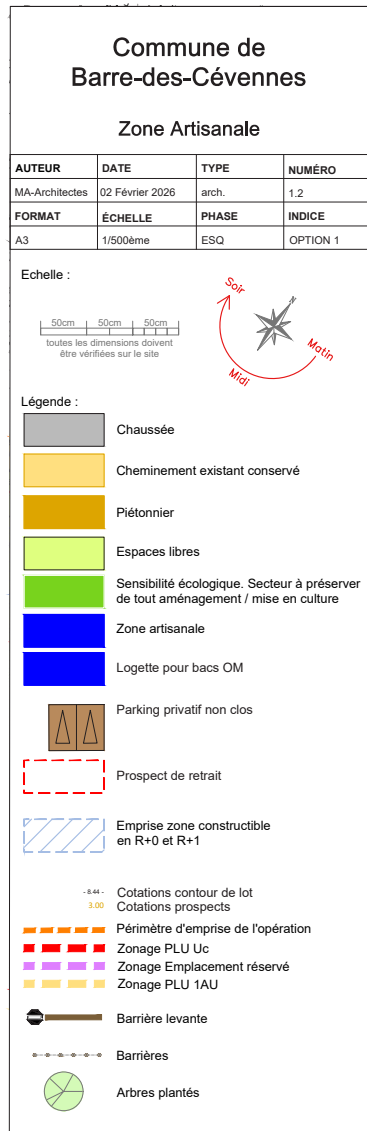 Commune de
Barre-des-Cévennes
Zone Artisanale
AUTEUR DATE TYPE NUMÉRO
MA-Architectes 02 Février 2026 arch. 1.2
FORMAT ÉCHELLE PHASE INDICE
A3 1/500ème ESQ OPTION 1
Echelle :
50cm 50cm 50cm
toutes les dimensions doivent
être vérifiées sur le site
Soir
N
Matin
Midi
Légende :
Chaussée
Cheminement existant conservé
Piétonnier
Espaces libres
Sensibilité écologique. Secteur à préserver
de tout aménagement / mise en culture
Zone artisanale
Logette pour bacs OM
Parking privatif non clos
Prospect de retrait
Emprise zone constructible
en R+0 et R+1
- 8.44 - Cotations contour de lot
3.00 Cotations prospects
Périmètre d'emprise de l'opération
Zonage PLU Uc
Zonage Emplacement réservé
Zonage PLU 1AU
Barrière levante
Barrières
Arbres plantés